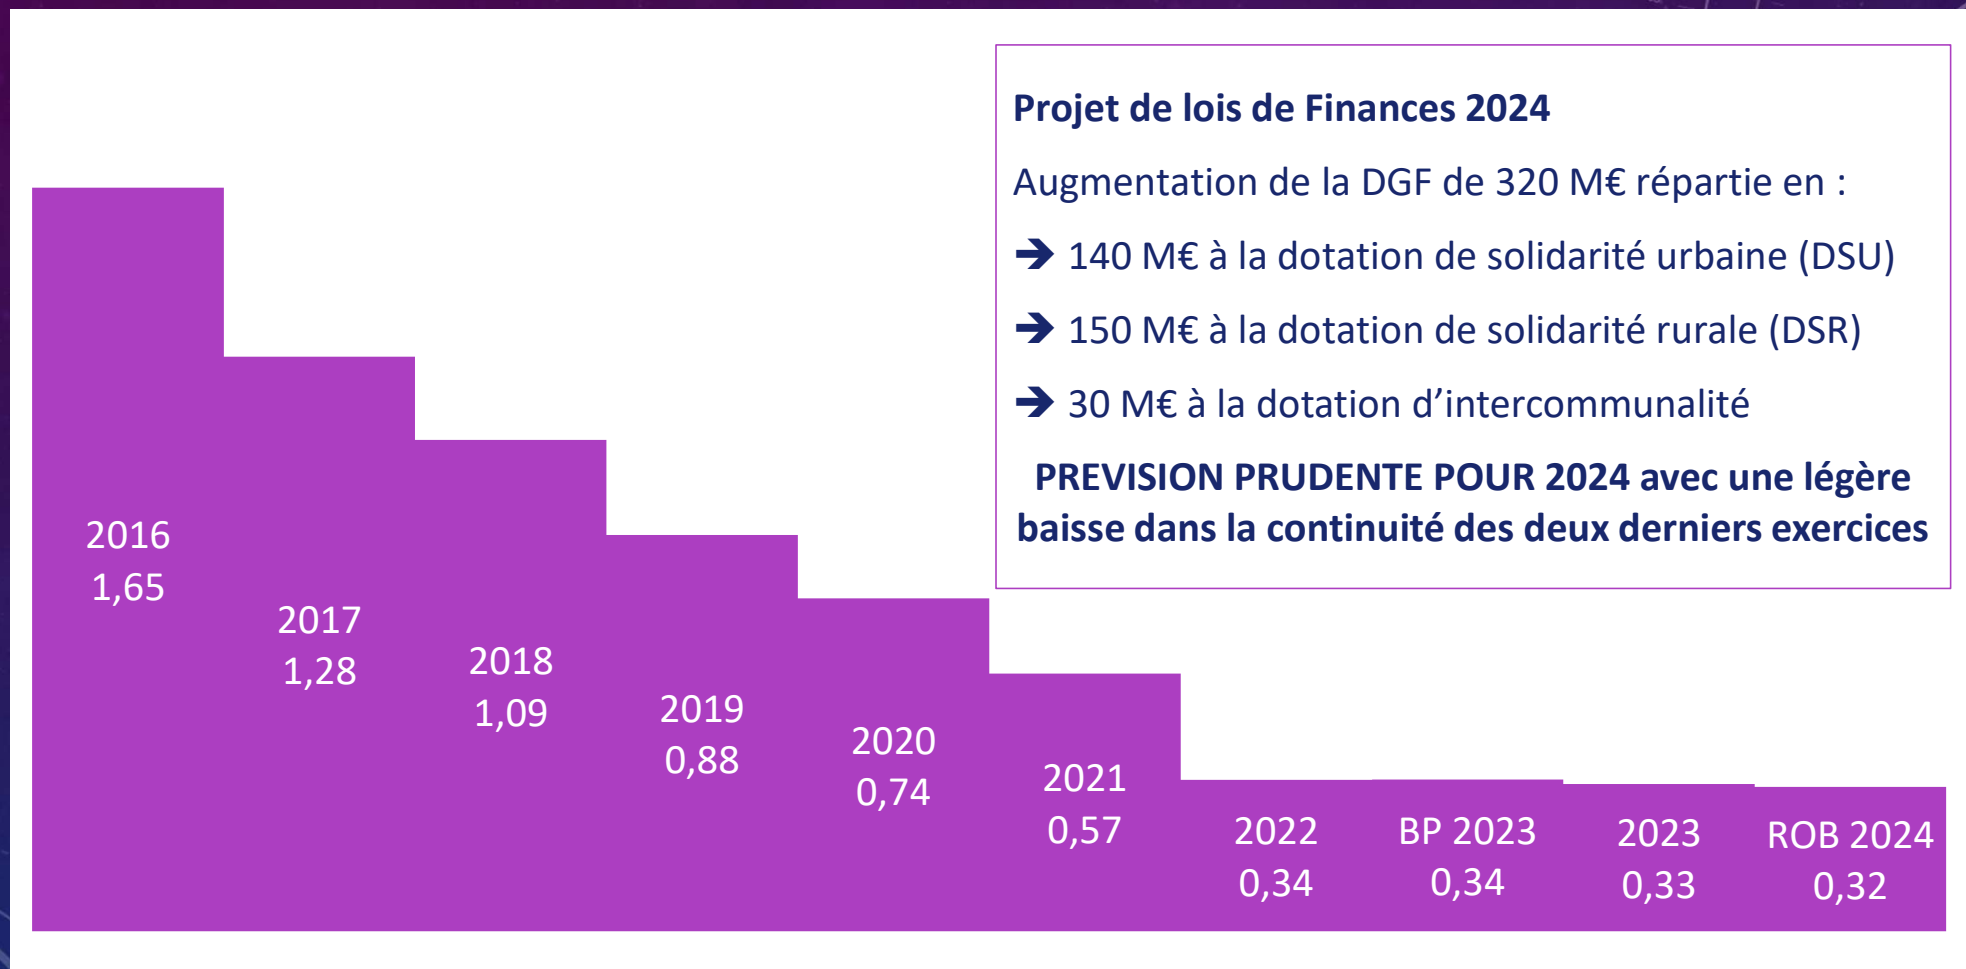 Projet de lois de Finances 2024
Augmentation de la DGF de 320 M€ répartie en :
➔ 140 M€ à la dotation de solidarité urbaine (DSU)
➔ 150 M€ à la dotation de solidarité rurale (DSR)
➔ 30 M€ à la dotation d’intercommunalité
PREVISION PRUDENTE POUR 2024 avec une légère
baisse dans la continuité des deux derniers exercices
2016
1,65
2017
1,28
2018
1,09
2019
0,88
2020
0,74
2021
0,57
2022
0,34
BP 2023
0,34
2023
0,33
ROB 2024
0,32